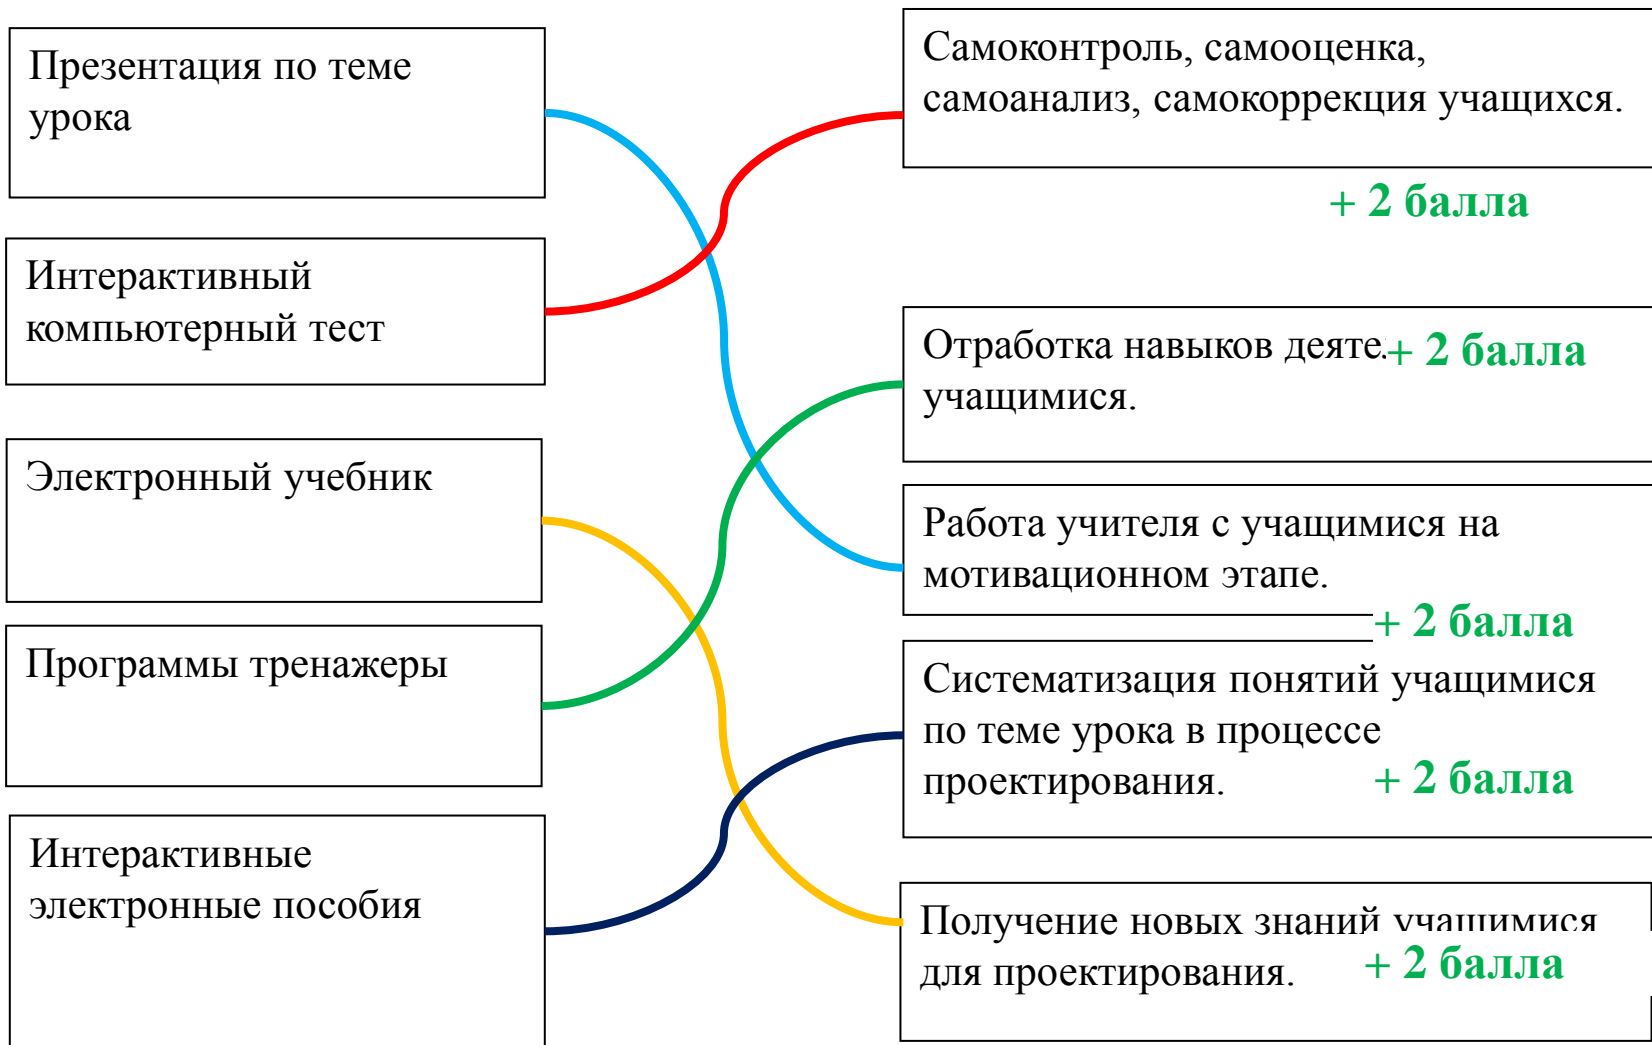 Презентация по теме
урока
Интерактивный
компьютерный тест
Электронный учебник
Программы тренажеры
Интерактивные
электронные пособия
Самоконтроль, самооценка,
самоанализ, самокоррекция учащихся.
+ 2 балла
Отработка навыков
+ 2 балла
учащимися.
Работа учителя с учащимися на
мотивационном этапе.
+ 2 балла
Систематизация понятий учащимися
по теме урока в процессе
проектирования.
+ 2 балла
Получение новых знаний учащимися
для проектирования.
+ 2 балла